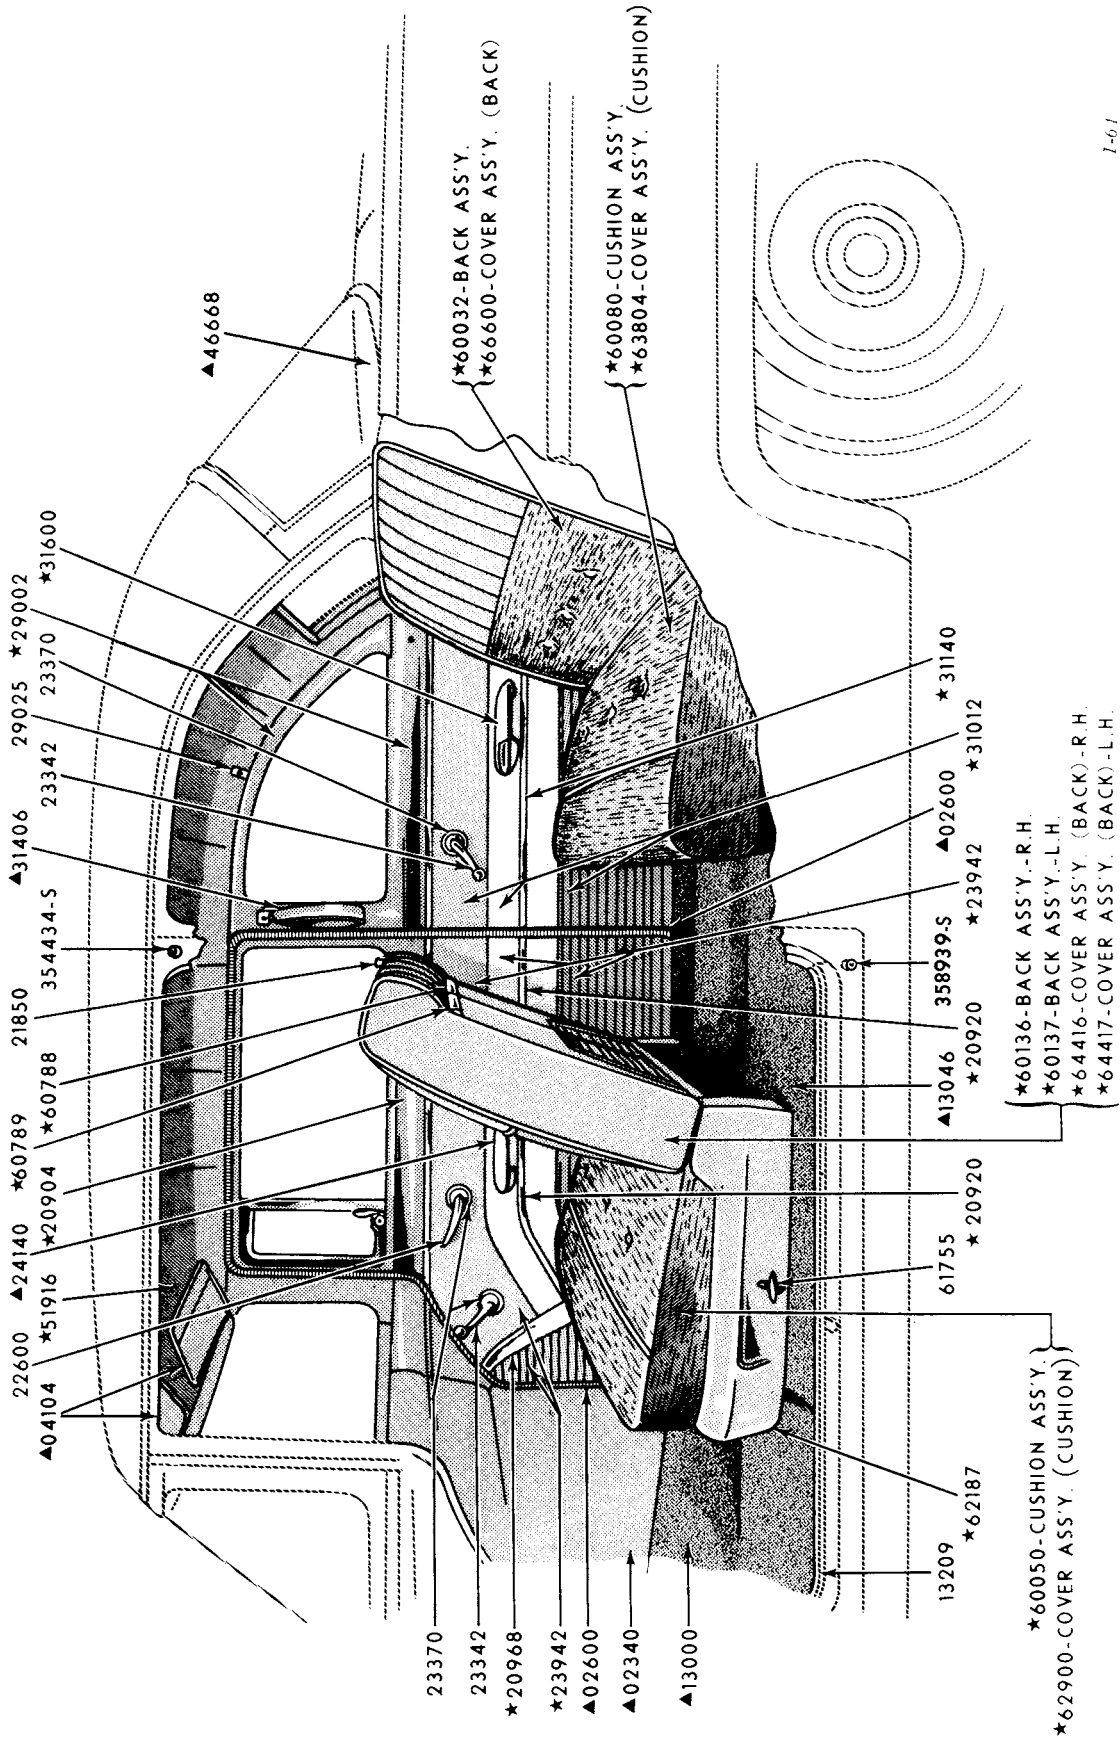 ▲04104
22600
★51916
▲24140
★20904
★60789
★60788
21850
355434-S
▲31406
23342
29025
23370
★29002
★31600
▲46668
★60032-BACK ASS'Y.
★66600-COVER ASS'Y. (BACK)
★60080-CUSHION ASS'Y.
★63804-COVER ASS'Y. (CUSHION)
23370
23342
★20968
★23942
▲02600
▲02340
▲13000
13209
★62187
61755
★20920
▲13046
★20920
358939-S
★23942
▲02600
★31012
★31140
★60136-BACK ASS'Y.-R.H.
★60137-BACK ASS'Y.-L.H.
★64416-COVER ASS'Y. (BACK)-R.H.
★64417-COVER ASS'Y. (BACK)-L.H.
★60050-CUSHION ASS'Y.
★62900-COVER ASS'Y. (CUSHION)
1-61